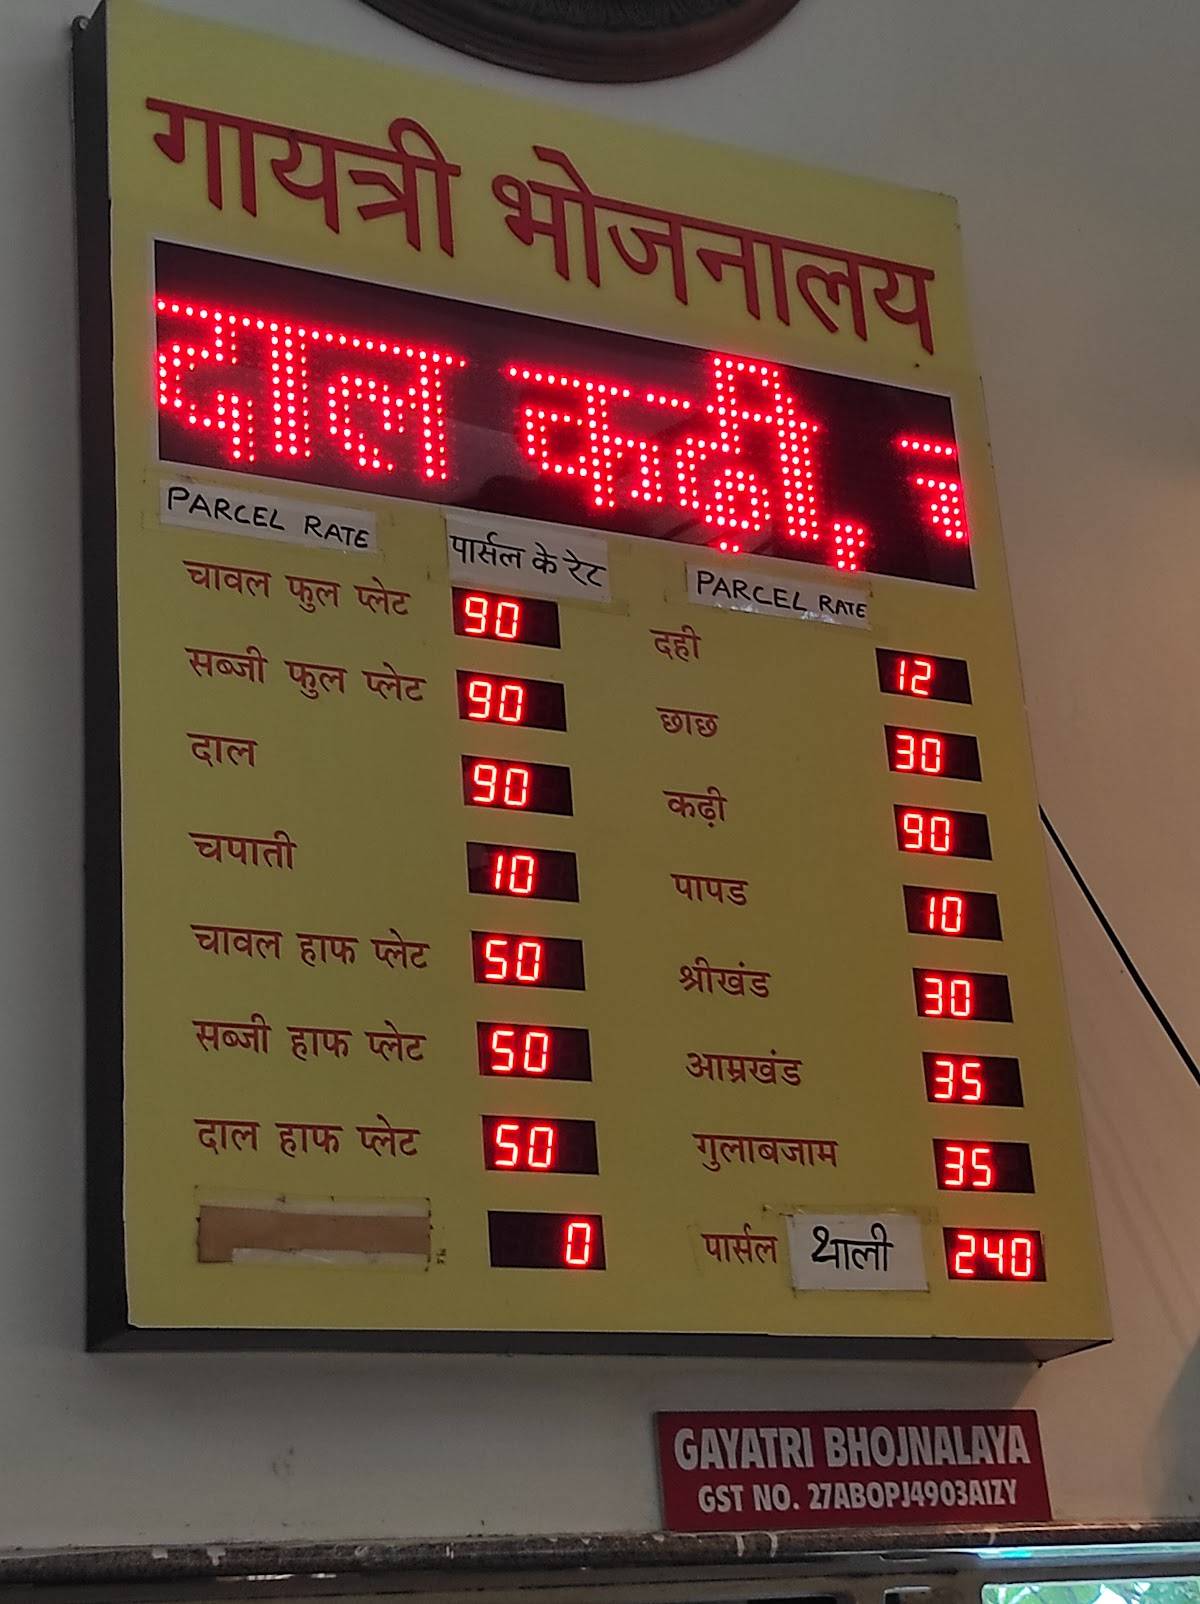 गायत्री भोजनालय
दाल कढ़ी,
PARCEL RATE
पार्सल के रेट
PARCEL RATE
चावल फुल प्लेट 90
सब्जी फुल प्लेट 90
दाल 90
चपाती 10
चावल हाफ प्लेट 50
सब्जी हाफ प्लेट 50
दाल हाफ प्लेट 50
0
दही 12
छाछ 30
कढ़ी 90
पापड 10
श्रीखंड 30
आम्रखंड 35
गुलाबजाम 35
पार्सल थाली 240
GAYATRI BHOJNALAYA
GST NO. 27ABOPJ4903A1ZY